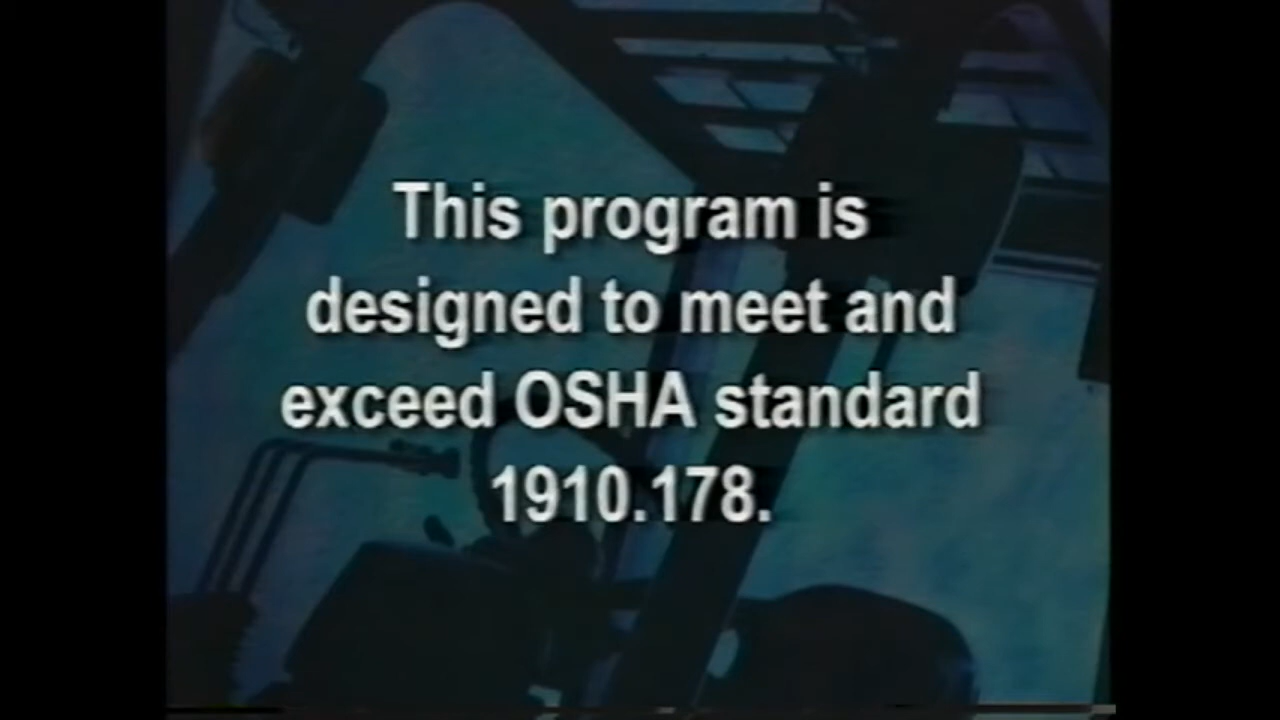 This program is
designed to meet and
exceed OSHA standard
1910.178.